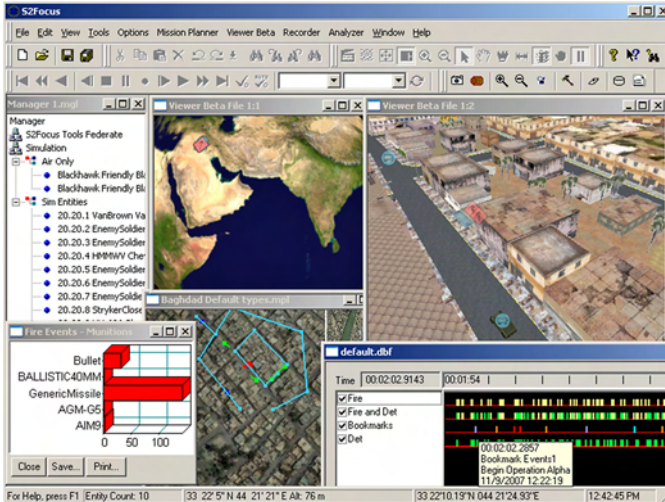 S2Focus
File Edit View Tools Options Mission Planner Viewer Beta Recorder Analyzer Window Help
Manager 1.mgl
Manager
S2Focus Tools Federate
Simulation
Air Only
Blackhawk Friendly Bl
Blackhawk Friendly Bl
Sim Entities
20.20.1 VanBrown Va
20.20.2 EnemySoldier
20.20.3 EnemySoldier
20.20.4 HMMWV Che
20.20.5 EnemySoldier
20.20.6 EnemySoldier
20.20.7 EnemySoldie
20.20.8 StrykerClose
Viewer Beta File 1:1
Viewer Beta File 1:2
Baghdad Default types.mpl
Fire Events - Munitions
Bullet
BALLISTIC40MM
GenericMissile
AGM-G5
AIM9
0 50 100
Close Save... Print...
default.dbf
Time 00:02:02.9143 00:01:54
Fire
Fire and Det
Bookmarks
Det
00:02:02.2857
Bookmark Events1
Begin Operation Alpha
11/9/2007 12:22:19
For Help, press F1 Entity Count: 10 33 22' 5" N 44 21' 21" E Alt: 76 m 33 22'10.19"N 044 21'24.93"E 12:42:45 PM